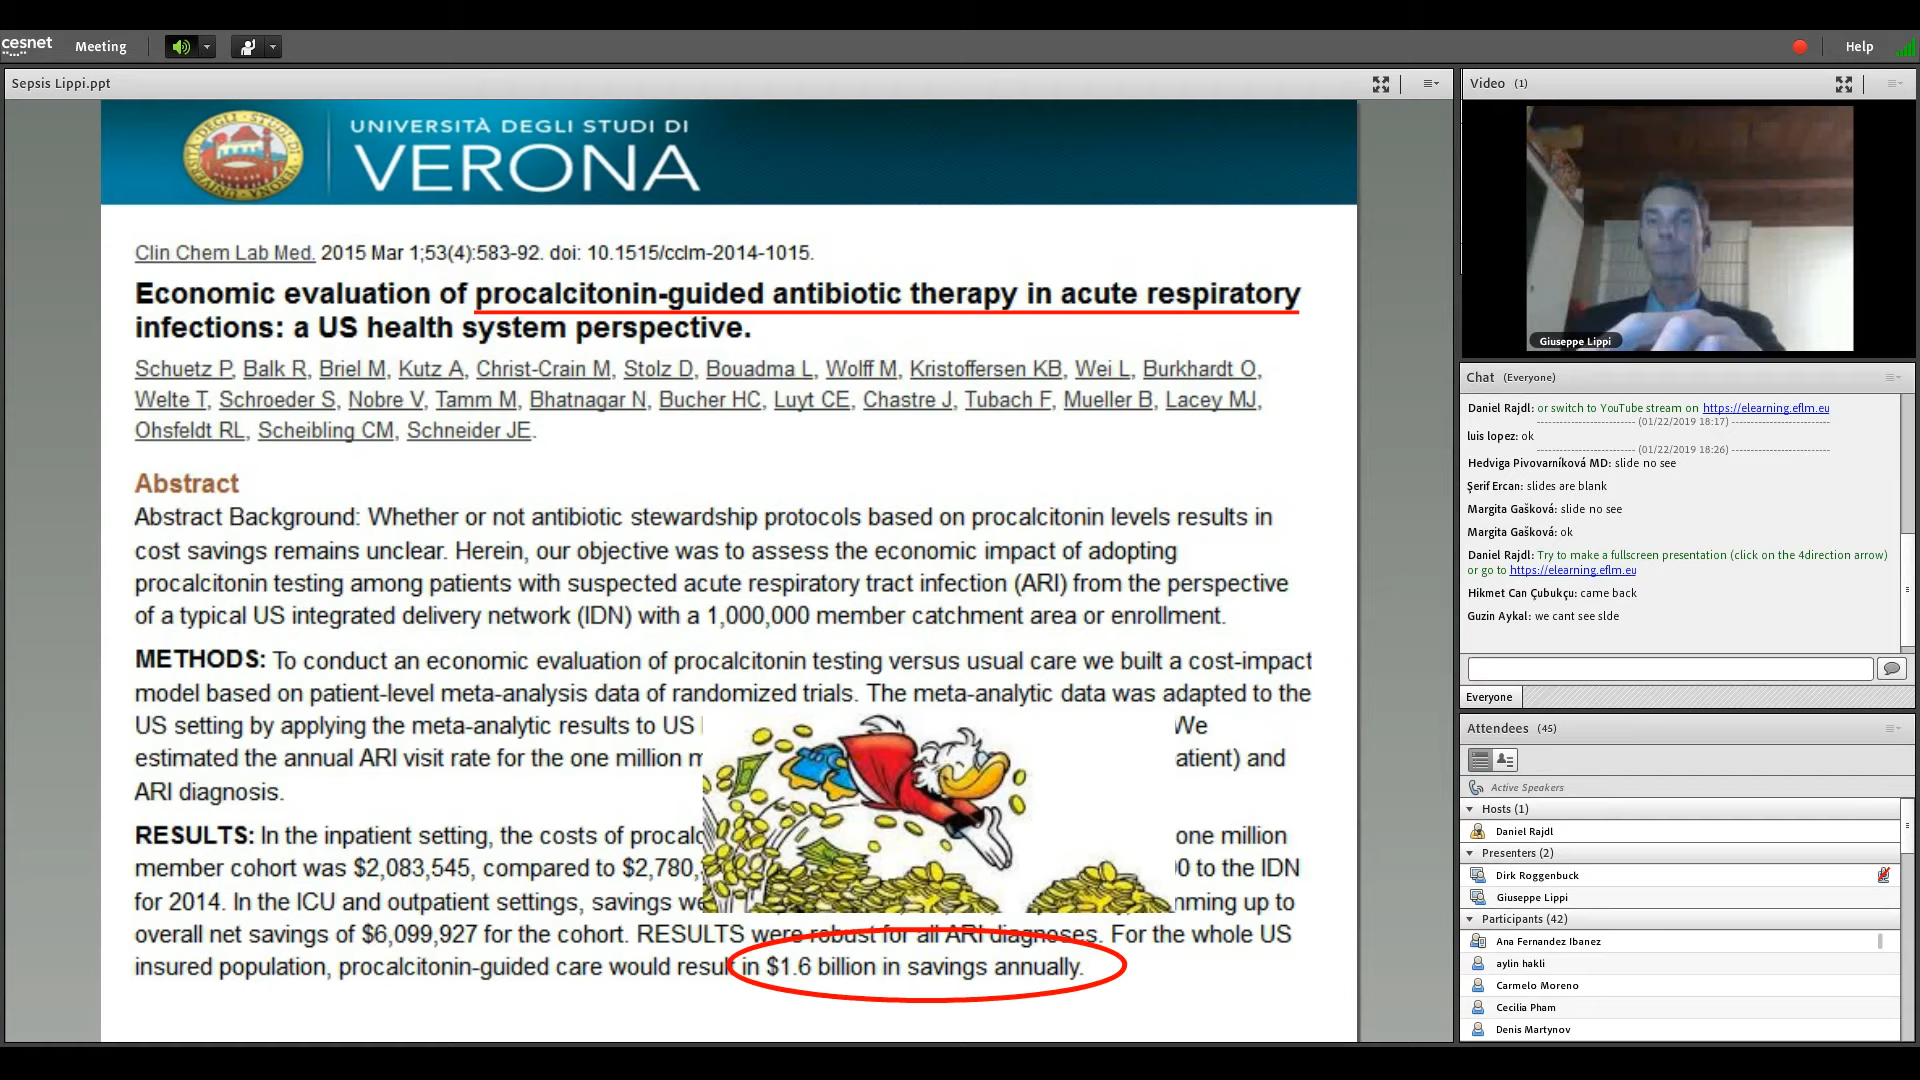 cesnet
Meeting
Help
Sepsis Lippi.ppt
UNIVERSITÀ DEGLI STUDI DI
VERONA
Clin Chem Lab Med. 2015 Mar 1;53(4):583-92. doi: 10.1515/cclm-2014-1015.
Economic evaluation of procalcitonin-guided antibiotic therapy in acute respiratory
infections: a US health system perspective.
Schuetz P, Balk R, Briel M, Kutz A, Christ-Crain M, Stolz D, Bouadma L, Wolff M, Kristoffersen KB, Wei L, Burkhardt O,
Welte T, Schroeder S, Nobre V, Tamm M, Bhatnagar N, Bucher HC, Luyt CE, Chastre J, Tubach F, Mueller B, Lacey MJ,
Ohsfeldt RL, Scheibling CM, Schneider JE.
Abstract
Abstract Background: Whether or not antibiotic stewardship protocols based on procalcitonin levels results in
cost savings remains unclear. Herein, our objective was to assess the economic impact of adopting
procalcitonin testing among patients with suspected acute respiratory tract infection (ARI) from the perspective
of a typical US integrated delivery network (IDN) with a 1,000,000 member catchment area or enrollment.
METHODS: To conduct an economic evaluation of procalcitonin testing versus usual care we built a cost-impact
model based on patient-level meta-analysis data of randomized trials. The meta-analytic data was adapted to the
US setting by applying the meta-analytic results to US We
estimated the annual ARI visit rate for the one million atient) and
ARI diagnosis.
RESULTS: In the inpatient setting, the costs of procalc one million
member cohort was $2,083,545, compared to $2,780, 0 to the IDN
for 2014. In the ICU and outpatient settings, savings we nming up to
overall net savings of $6,099,927 for the cohort. RESULTS were robust for all ARI diagnoses. For the whole US
insured population, procalcitonin-guided care would result in $1.6 billion in savings annually.
Video (1)
Giuseppe Lippi
Chat (Everyone)
Daniel Rajdl: or switch to YouTube stream on https://elearning.eflm.eu
------------------------- (01/22/2019 18:17) -------------------------
luis lopez: ok
------------------------- (01/22/2019 18:26) -------------------------
Hedviga Pivovarníková MD: slide no see
Şerif Ercan: slides are blank
Margita Gašková: slide no see
Margita Gašková: ok
Daniel Rajdl: Try to make a fullscreen presentation (click on the 4direction arrow)
or go to https://elearning.eflm.eu
Hikmet Can Çubukçu: came back
Guzin Aykal: we cant see slde
Everyone
Attendees (45)
Active Speakers
Hosts (1)
Daniel Rajdl
Presenters (2)
Dirk Roggenbuck
Giuseppe Lippi
Participants (42)
Ana Fernandez Ibanez
aylin hakli
Carmelo Moreno
Cecilia Pham
Denis Martynov